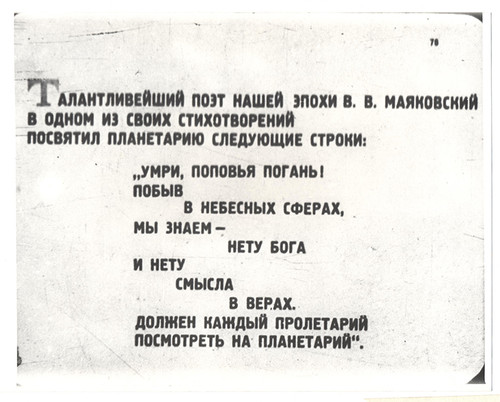 70
ТАЛАНТЛИВЕЙШИЙ ПОЭТ НАШЕЙ ЭПОХИ В. В. МАЯКОВСКИЙ
В ОДНОМ ИЗ СВОИХ СТИХОТВОРЕНИЙ
ПОСВЯТИЛ ПЛАНЕТАРИЮ СЛЕДУЮЩИЕ СТРОКИ:
„УМРИ, ПОПОВЬЯ ПОГАНЬ!
ПОБЫВ
В НЕБЕСНЫХ СФЕРАХ,
МЫ ЗНАЕМ —
НЕТУ БОГА
И НЕТУ
СМЫСЛА
В ВЕРАХ.
ДОЛЖЕН КАЖДЫЙ ПРОЛЕТАРИЙ
ПОСМОТРЕТЬ НА ПЛАНЕТАРИЙ“.